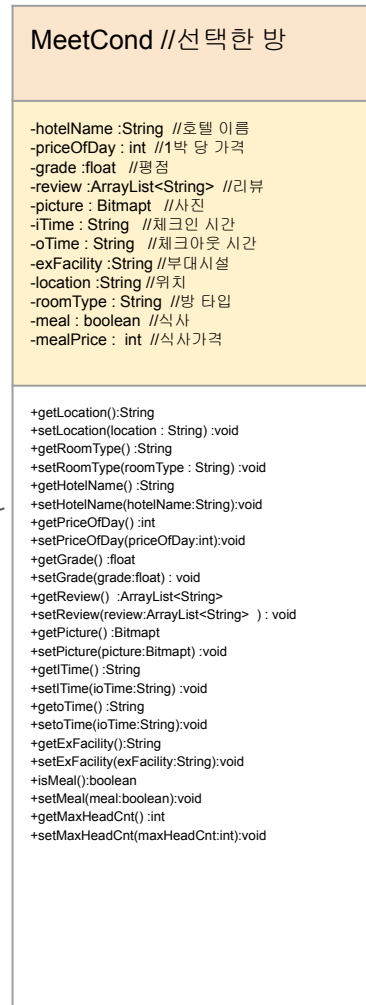 MeetCond //선택한 방
-hotelName :String //호텔 이름
-priceOfDay : int //1박 당 가격
-grade :float //평점
-review :ArrayList<String> //리뷰
-picture : Bitmapt //사진
-iTime : String //체크인 시간
-oTime : String //체크아웃 시간
-exFacility :String //부대시설
-location :String //위치
-roomType : String //방 타입
-meal : boolean //식사
-mealPrice : int //식사가격
+getLocation():String
+setLocation(location : String) :void
+getRoomType() :String
+setRoomType(roomType : String) :void
+getHotelName() :String
+setHotelName(hotelName:String):void
+getPriceOfDay() :int
+setPriceOfDay(priceOfDay:int):void
+getGrade() :float
+setGrade(grade:float) : void
+getReview() :ArrayList<String>
+setReview(review:ArrayList<String> ) : void
+getPicture() :Bitmapt
+setPicture(picture:Bitmapt) :void
+getITime() :String
+setITime(ioTime:String) :void
+getoTime() :String
+setoTime(ioTime:String):void
+getExFacility():String
+setExFacility(exFacility:String):void
+isMeal():boolean
+setMeal(meal:boolean):void
+getMaxHeadCnt() :int
+setMaxHeadCnt(maxHeadCnt:int):void